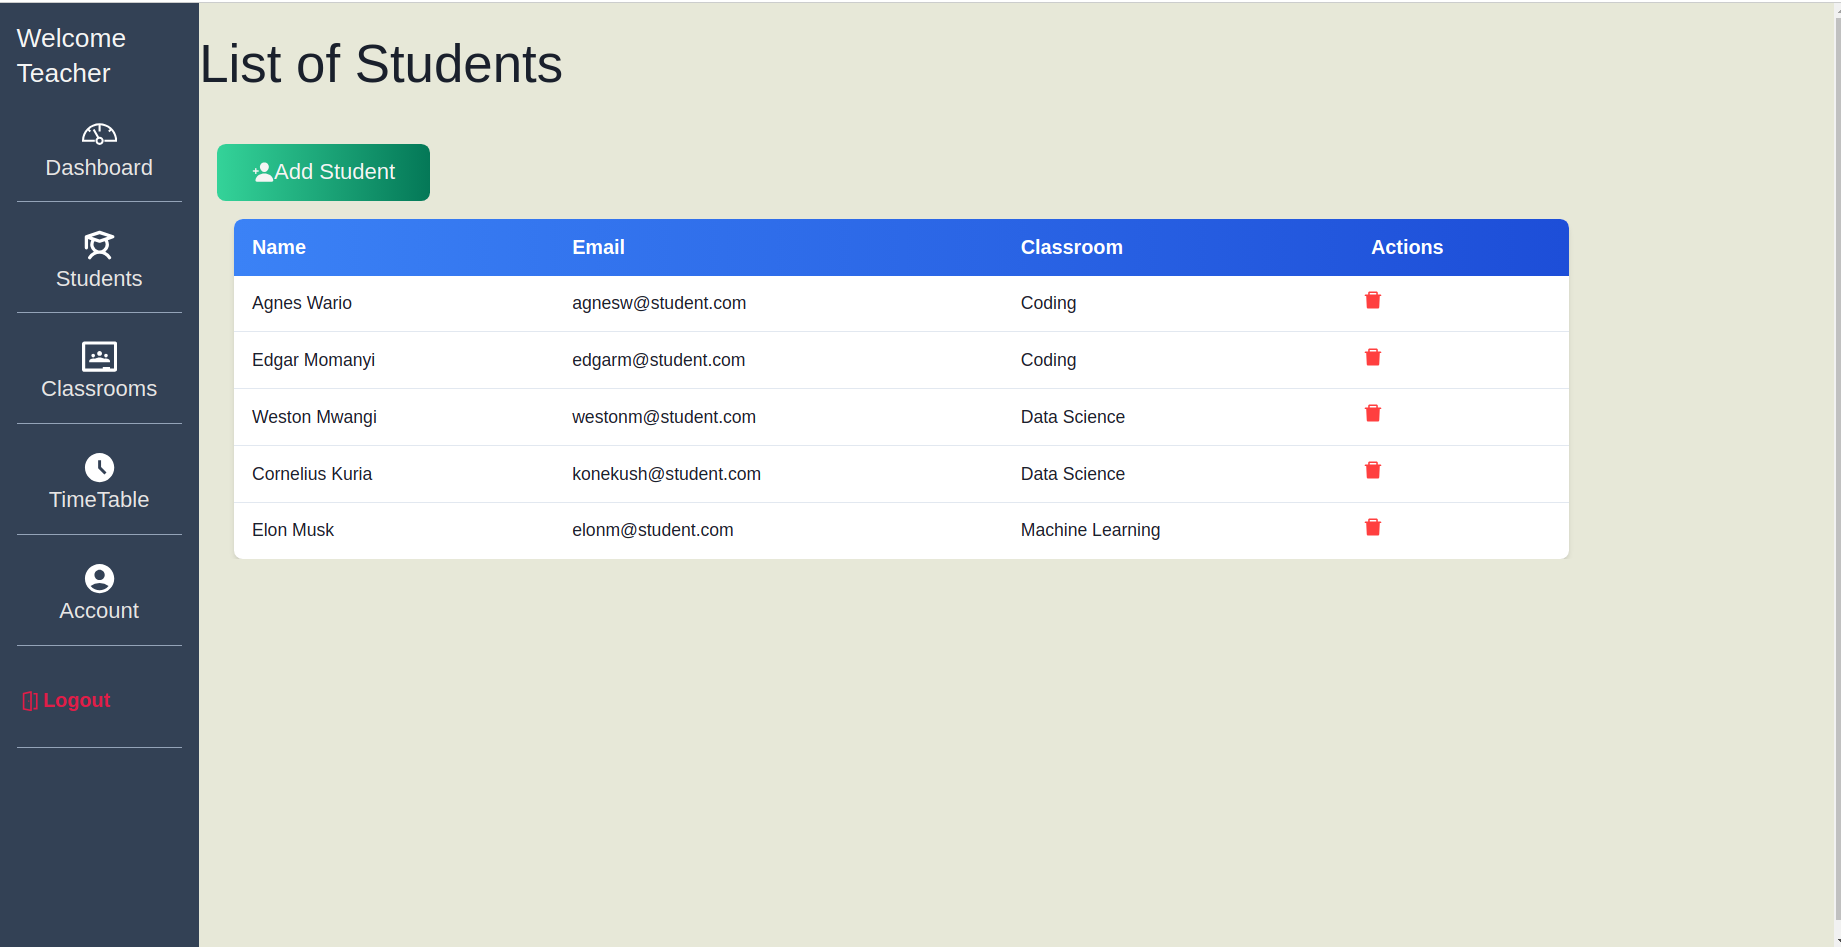 Welcome
Teacher
Dashboard
Students
Classrooms
TimeTable
Account
Logout
List of Students
Add Student
Name Email Classroom Actions
Agnes Wario agnesw@student.com Coding
Edgar Momanyi edgarm@student.com Coding
Weston Mwangi westonm@student.com Data Science
Cornelius Kuria konekush@student.com Data Science
Elon Musk elonm@student.com Machine Learning